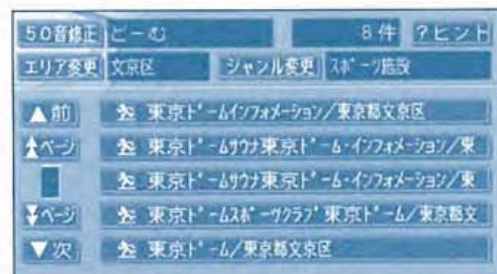 50音修正 どーむ 8件 ?ヒント
エリア変更 文京区 ジャンル変更 ｽﾎﾟｰﾂ施設
▲前 東京ﾄﾞｰﾑｲﾝﾌｫﾒｰｼｮﾝ/東京都文京区
ページ 東京ﾄﾞｰﾑｻｳﾅ東京ﾄﾞｰﾑ・ｲﾝﾌｫﾒｰｼｮﾝ/東
東京ﾄﾞｰﾑｻｳﾅ東京ﾄﾞｰﾑ・ｲﾝﾌｫﾒｰｼｮﾝ/東
ページ 東京ﾄﾞｰﾑｽﾎﾟｰﾂｸﾗﾌﾞ東京ﾄﾞｰﾑ/東京都文
▼次 東京ﾄﾞｰﾑ/東京都文京区